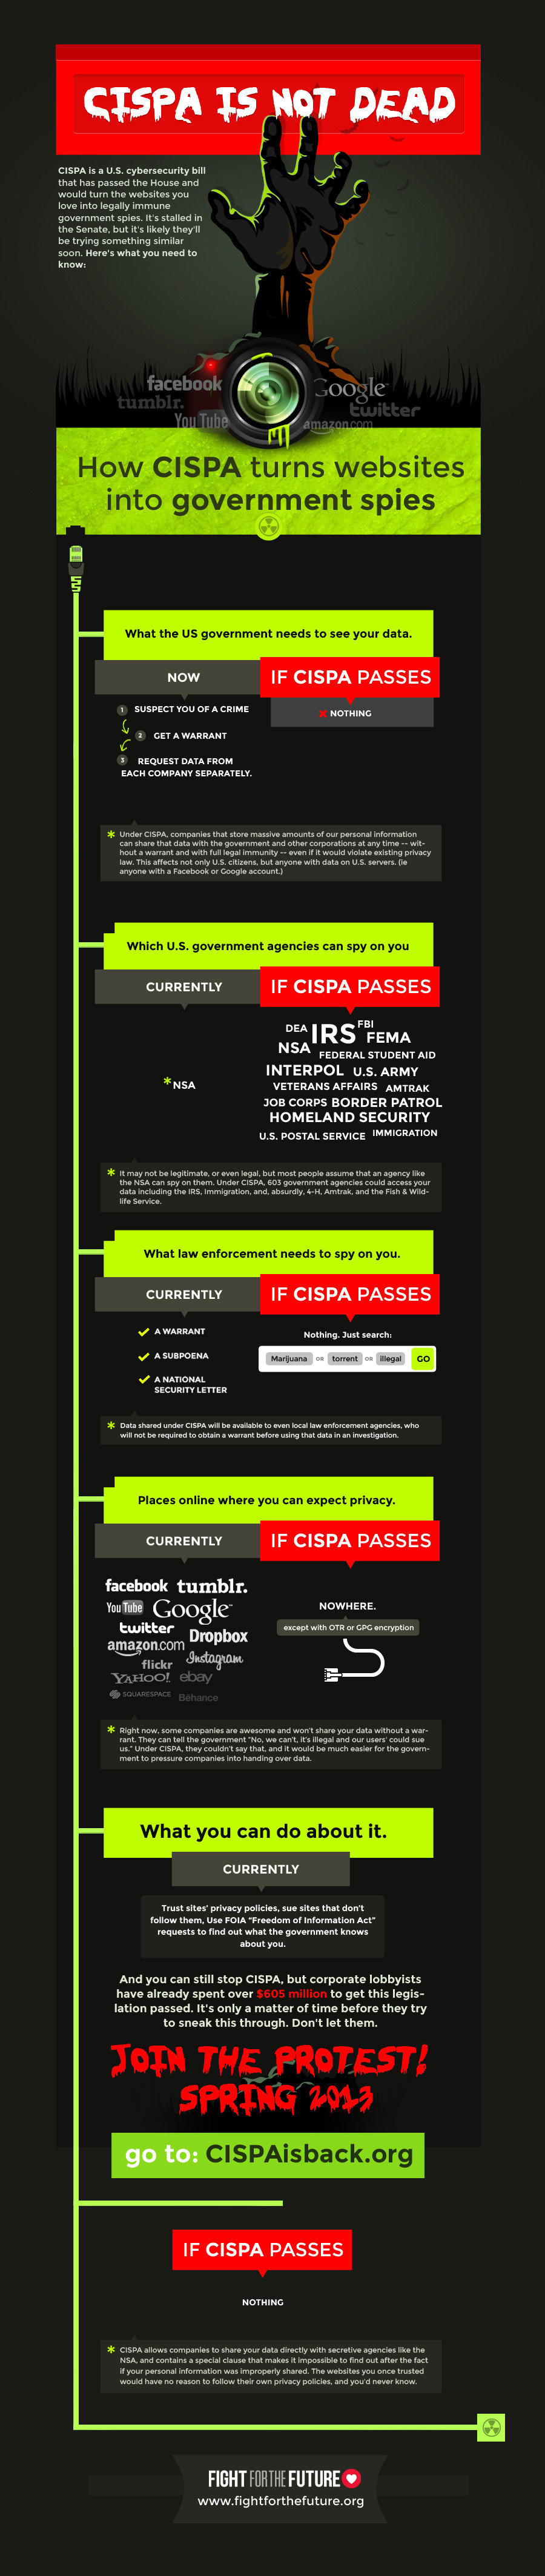 CISPA IS NOT DEAD
CISPA is a U.S. cybersecurity bill
that has passed the House and
would turn the websites you
love into legally immune
government spies. It's stalled in
the Senate, but it's likely they'll
be trying something similar
soon. Here's what you need to
know:
facebook
Google
tumblr.
twitter
YouTube
amazon.com
How CISPA turns websites
into government spies
What the US government needs to see your data.
NOW
IF CISPA PASSES
1 SUSPECT YOU OF A CRIME
2 GET A WARRANT
3 REQUEST DATA FROM
EACH COMPANY SEPARATELY.
NOTHING
* Under CISPA, companies that store massive amounts of our personal information
can share that data with the government and other corporations at any time -- wit-
hout a warrant and with full legal immunity -- even if it would violate existing privacy
law. This affects not only U.S. citizens, but anyone with data on U.S. servers. (ie
anyone with a Facebook or Google account.)
Which U.S. government agencies can spy on you
CURRENTLY
IF CISPA PASSES
*NSA
DEA IRS FBI
NSA FEMA
FEDERAL STUDENT AID
INTERPOL U.S. ARMY
VETERANS AFFAIRS AMTRAK
JOB CORPS BORDER PATROL
HOMELAND SECURITY
U.S. POSTAL SERVICE IMMIGRATION
* It may not be legitimate, or even legal, but most people assume that an agency like
the NSA can spy on them. Under CISPA, 603 government agencies could access your
data including the IRS, Immigration, and, absurdly, 4-H, Amtrak, and the Fish & Wild-
life Service.
What law enforcement needs to spy on you.
CURRENTLY
IF CISPA PASSES
A WARRANT
A SUBPOENA
A NATIONAL
SECURITY LETTER
Nothing. Just search:
Marijuana OR torrent OR illegal GO
* Data shared under CISPA will be available to even local law enforcement agencies, who
will not be required to obtain a warrant before using that data in an investigation.
Places online where you can expect privacy.
CURRENTLY
IF CISPA PASSES
facebook tumblr.
YouTube Google
twitter Dropbox
amazon.com
flickr Instagram
YAHOO! ebay
SQUARESPACE Bēhance
NOWHERE.
except with OTR or GPG encryption
* Right now, some companies are awesome and won't share your data without a war-
rant. They can tell the government "No, we can't, it's illegal and our users' could sue
us." Under CISPA, they couldn't say that, and it would be much easier for the govern-
ment to pressure companies into handing over data.
What you can do about it.
CURRENTLY
Trust sites' privacy policies, sue sites that don't
follow them, Use FOIA "Freedom of Information Act"
requests to find out what the government knows
about you.
And you can still stop CISPA, but corporate lobbyists
have already spent over $605 million to get this legis-
lation passed. It's only a matter of time before they try
to sneak this through. Don't let them.
JOIN THE PROTEST!
SPRING 2013
go to: CISPAisback.org
IF CISPA PASSES
NOTHING
* CISPA allows companies to share your data directly with secretive agencies like the
NSA, and contains a special clause that makes it impossible to find out after the fact
if your personal information was improperly shared. The websites you once trusted
would have no reason to follow their own privacy policies, and you'd never know.
FIGHT FOR THE FUTURE
www.fightforthefuture.org